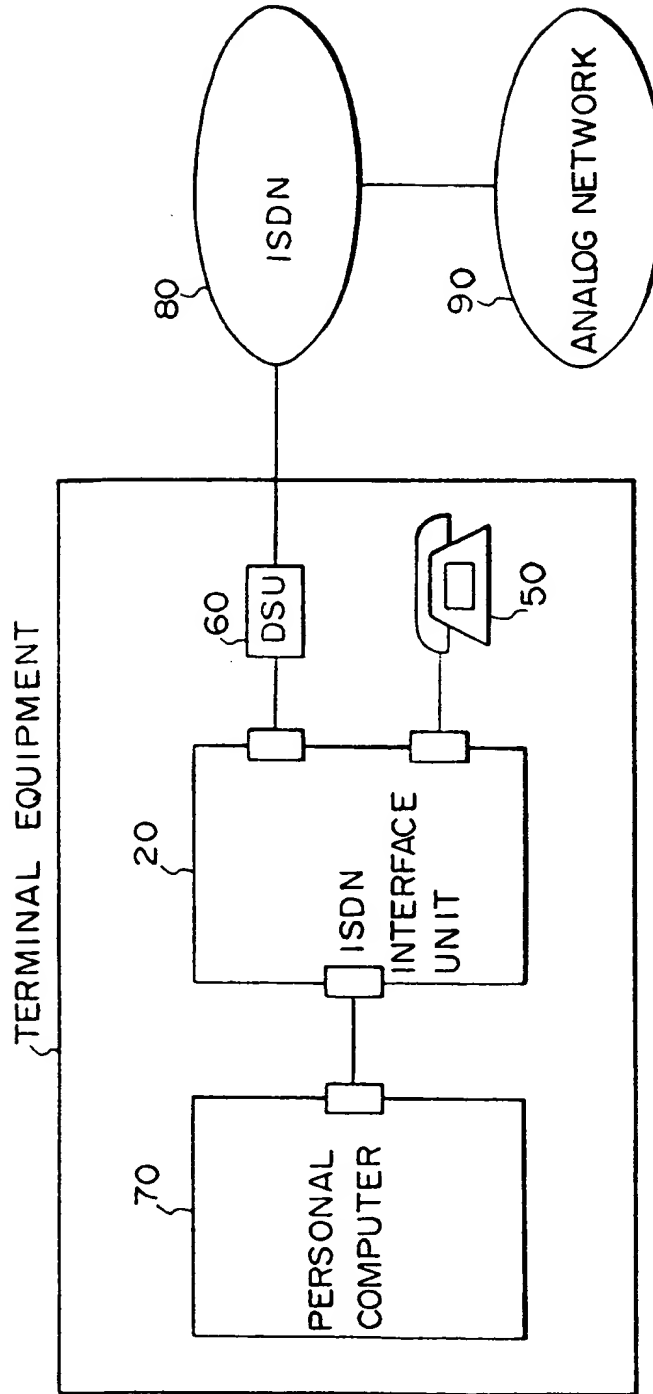 TERMINAL EQUIPMENT
70
PERSONAL
COMPUTER
20
ISDN
INTERFACE
UNIT
60
DSU
50
80
ISDN
90
ANALOG NETWORK